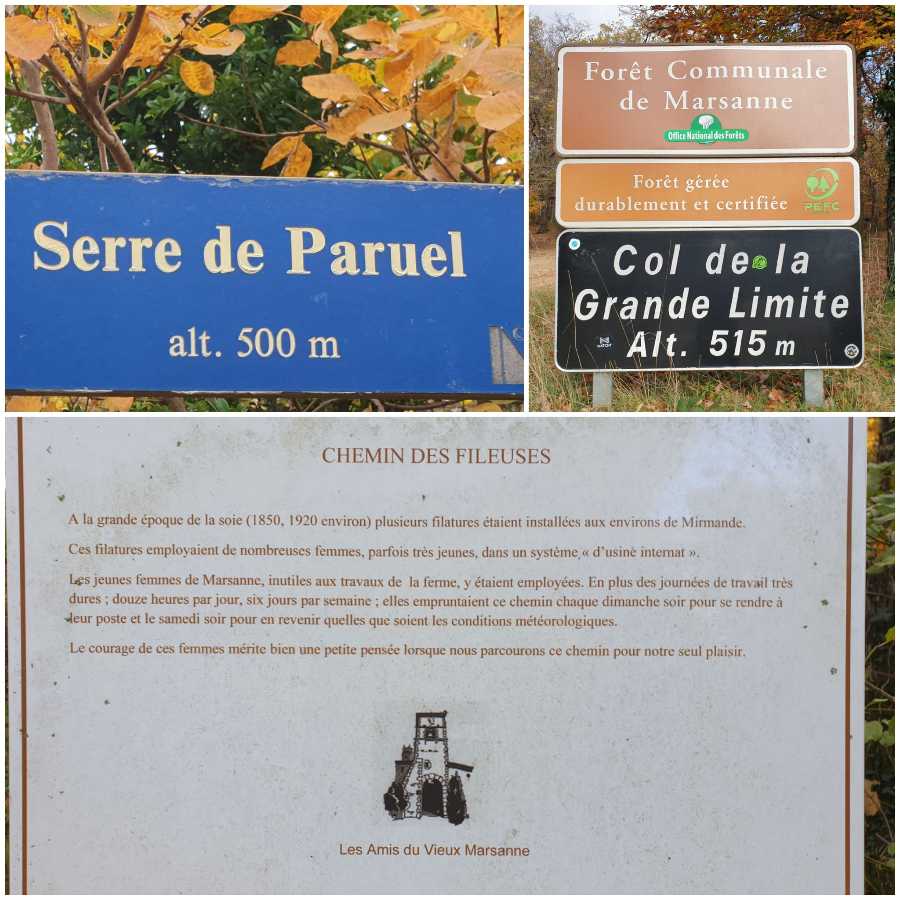 Serre de Paruel
alt. 500 m
Forêt Communale
de Marsanne
Office National des Forêts
Forêt gérée
durablement et certifiée
PEFC
Col de la
Grande Limite
Alt. 515 m
CHEMIN DES FILEUSES
A la grande époque de la soie (1850, 1920 environ) plusieurs filatures étaient installées aux environs de Mirmande.
Ces filatures employaient de nombreuses femmes, parfois très jeunes, dans un système « d'usine internat ».
Les jeunes femmes de Marsanne, inutiles aux travaux de la ferme, y étaient employées. En plus des journées de travail très
dures ; douze heures par jour, six jours par semaine ; elles empruntaient ce chemin chaque dimanche soir pour se rendre à
leur poste et le samedi soir pour en revenir quelles que soient les conditions météorologiques.
Le courage de ces femmes mérite bien une petite pensée lorsque nous parcourons ce chemin pour notre seul plaisir.
Les Amis du Vieux Marsanne